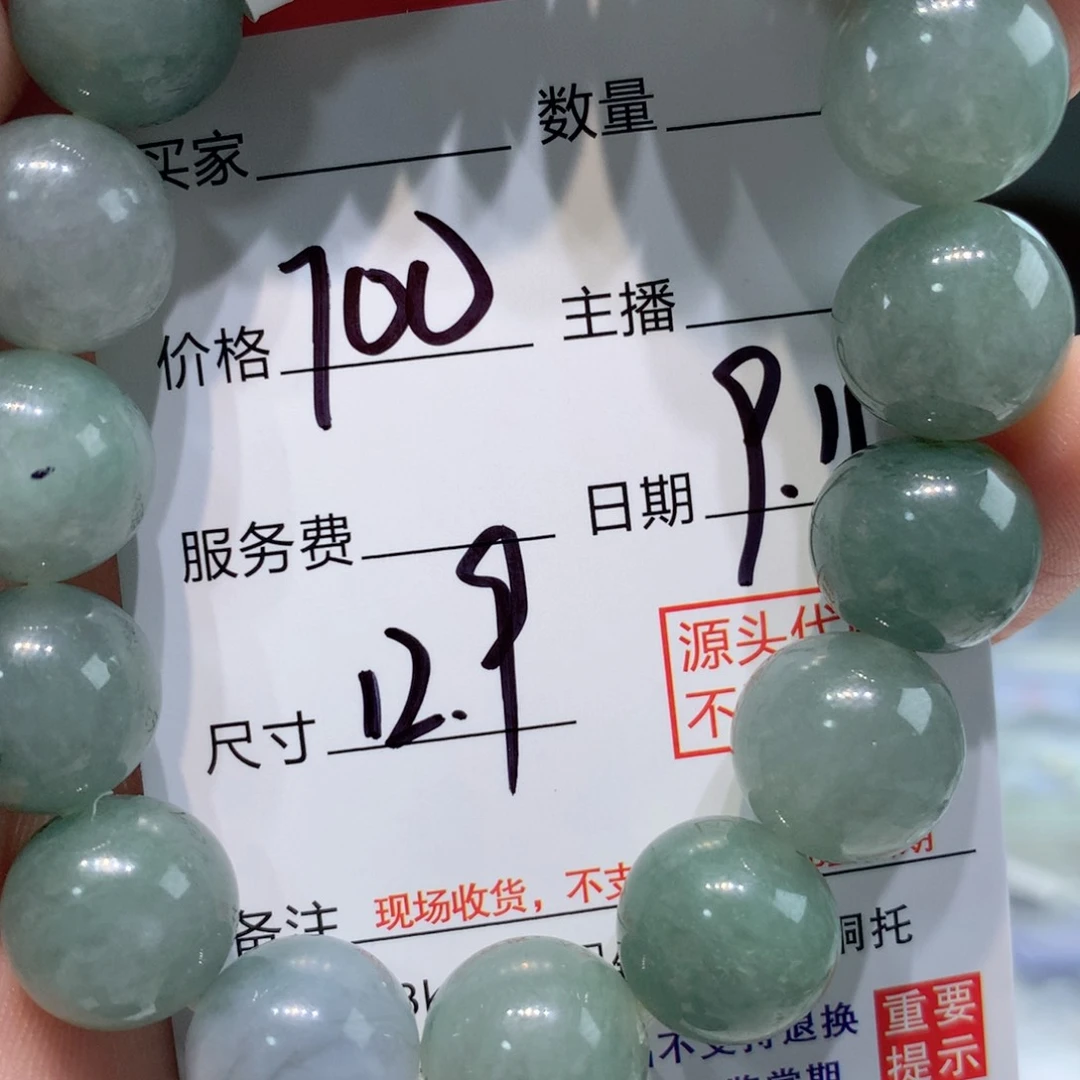 买家 数量
价格 700 主播
服务费 日期 9.11
尺寸 12.9
源头代
不
备注 现场收货，不支
铜托
不支持退换
重要
提示